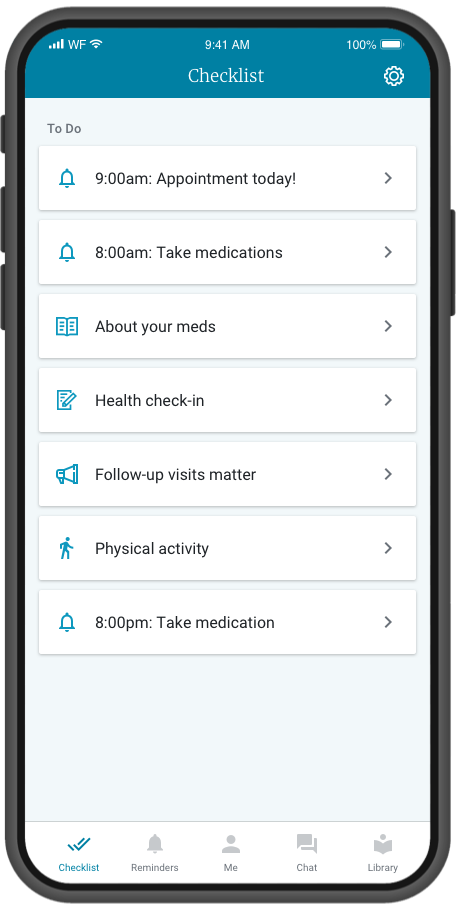 WF 9:41 AM 100%
Checklist
To Do
9:00am: Appointment today!
8:00am: Take medications
About your meds
Health check-in
Follow-up visits matter
Physical activity
8:00pm: Take medication
Checklist Reminders Me Chat Library